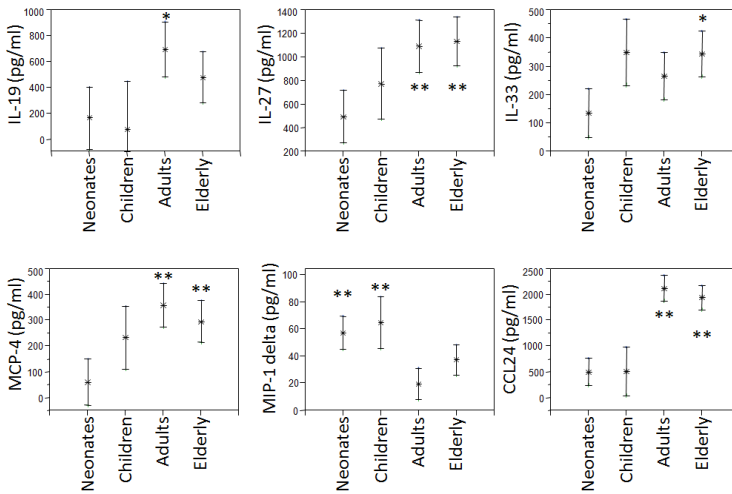 IL-19 (pg/ml)
1000
800
600
400
200
0
*
Neonates
Children
Adults
Elderly
IL-27 (pg/ml)
1400
1200
1000
800
600
400
200
** **
Neonates
Children
Adults
Elderly
IL-33 (pg/ml)
500
400
300
200
100
0
*
Neonates
Children
Adults
Elderly
MCP-4 (pg/ml)
500
400
300
200
100
0
** **
Neonates
Children
Adults
Elderly
MIP-1 delta (pg/ml)
100
80
60
40
20
0
** **
Neonates
Children
Adults
Elderly
CCL24 (pg/ml)
2500
2000
1500
1000
500
0
** **
Neonates
Children
Adults
Elderly